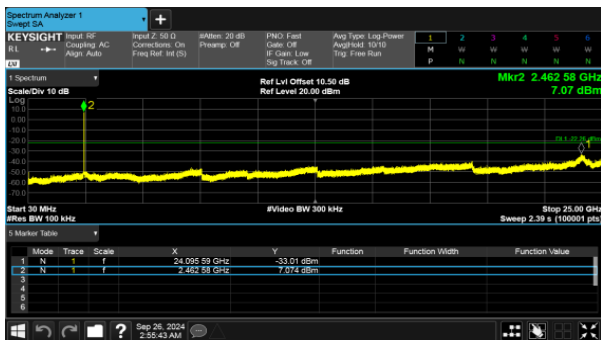 Spectrum Analyzer 1
Swept SA
+
KEYSIGHT Input: RF Input Z: 50 Ω #Atten: 20 dB PNO: Fast Avg Type: Log-Power 1 2 3 4 5 6
RL Coupling: AC Corrections: On Preamp: Off Gate: Off Avg|Hold: 10/10 M W W W W W
Align: Auto Freq Ref: Int (S) IF Gain: Low Trig: Free Run P N N N N N
LXI Sig Track: Off
1 Spectrum Ref Lvl Offset 10.50 dB Mkr2 2.462 58 GHz
Scale/Div 10 dB Ref Level 20.00 dBm 7.07 dBm
Log
10.0 2
0.00
-10.0
-20.0
-30.0 1
-40.0
-50.0
-60.0
-70.0
Start 30 MHz #Video BW 300 kHz Stop 25.00 GHz
#Res BW 100 kHz Sweep 2.39 s (100001 pts)
5 Marker Table
Mode Trace Scale X Y Function Function Width Function Value
1 N 1 f 24.095 59 GHz -33.01 dBm
2 N 1 f 2.462 58 GHz 7.074 dBm
3
4
5
6
? Sep 26, 2024
2:55:43 AM